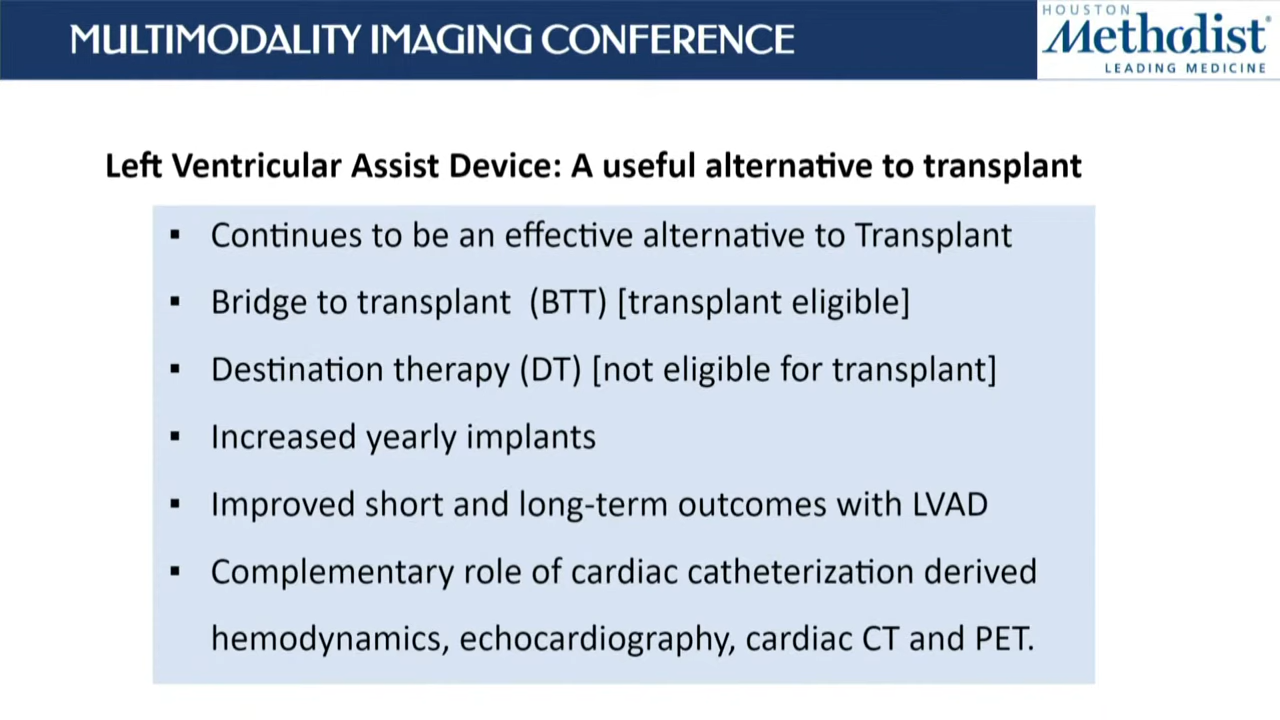 MULTIMODALITY IMAGING CONFERENCE
HOUSTON
Methodist®
LEADING MEDICINE
Left Ventricular Assist Device: A useful alternative to transplant
▪ Continues to be an effective alternative to Transplant
▪ Bridge to transplant (BTT) [transplant eligible]
▪ Destination therapy (DT) [not eligible for transplant]
▪ Increased yearly implants
▪ Improved short and long-term outcomes with LVAD
▪ Complementary role of cardiac catheterization derived
hemodynamics, echocardiography, cardiac CT and PET.